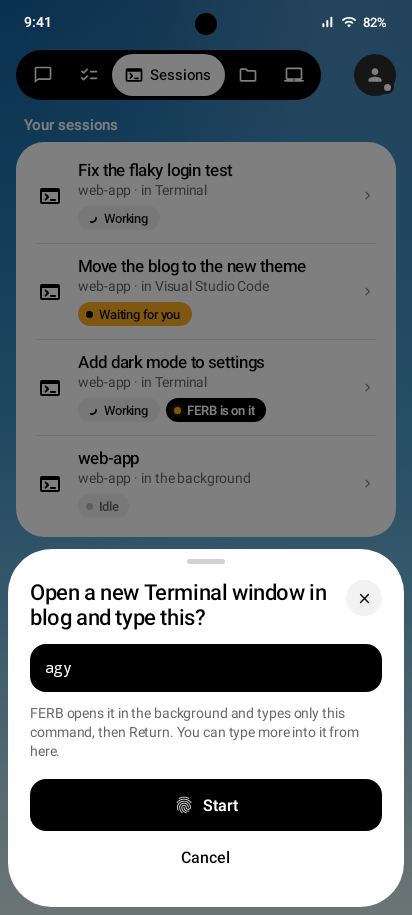 9:41
82%
Sessions
Your sessions
Fix the flaky login test
web-app · in Terminal
Working
Move the blog to the new theme
web-app · in Visual Studio Code
Waiting for you
Add dark mode to settings
web-app · in Terminal
Working
FERB is on it
web-app
web-app · in the background
Idle
Open a new Terminal window in
blog and type this?
agy
FERB opens it in the background and types only this
command, then Return. You can type more into it from
here.
Start
Cancel